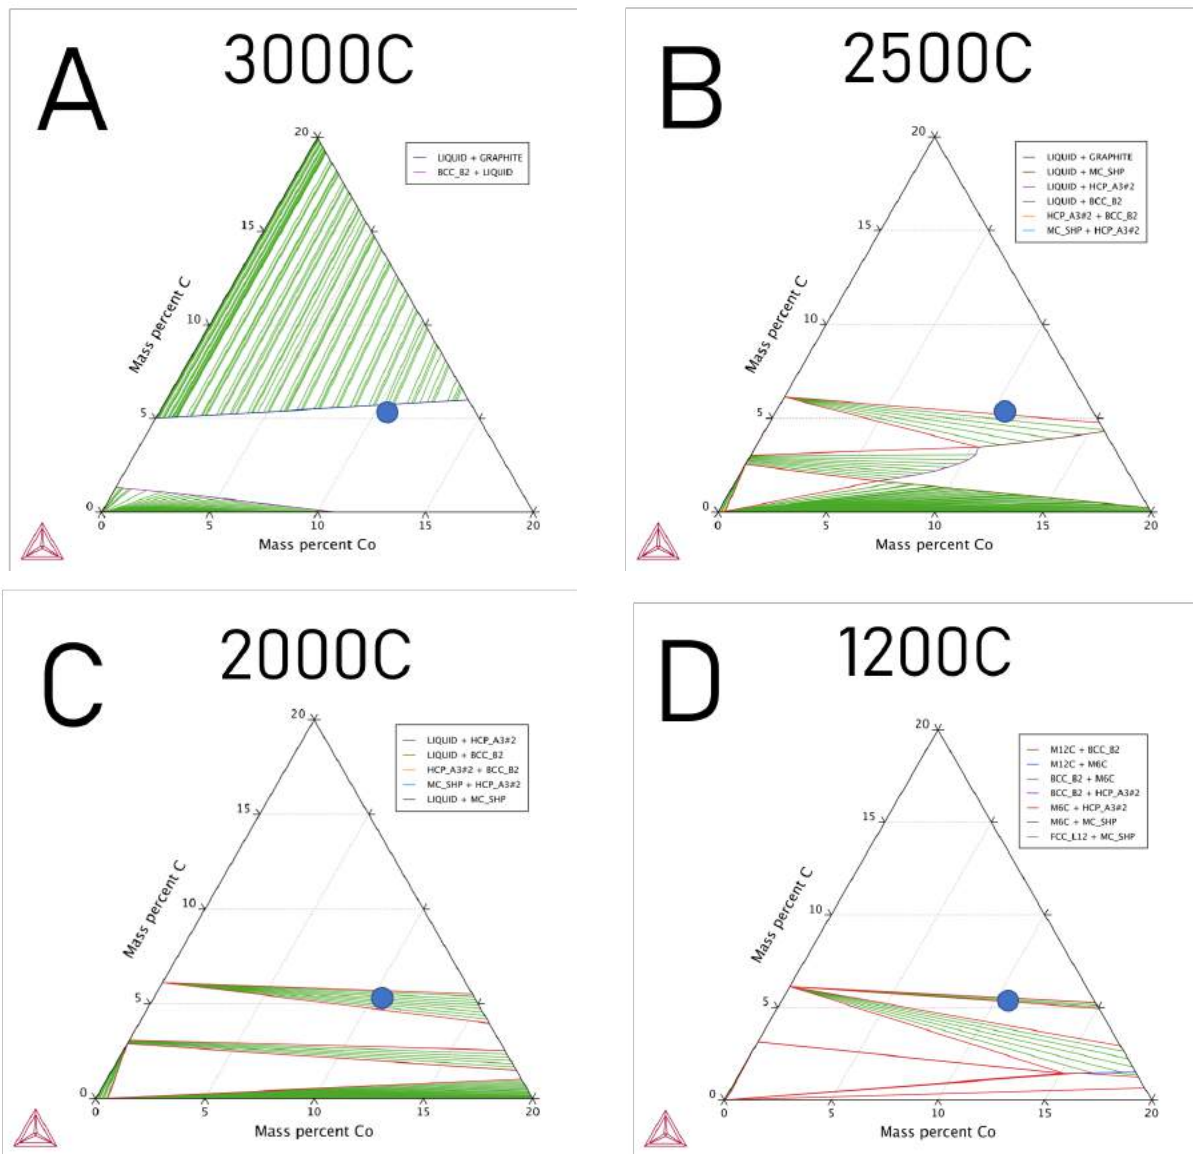 A
3000C
20
LIQUID + GRAPHITE
BCC_B2 + LIQUID
15
10
5
0
Mass percent C
0
5
10
15
20
Mass percent Co
B
2500C
20
LIQUID + GRAPHITE
LIQUID + MC_SHP
LIQUID + HCP_A3#2
LIQUID + BCC_B2
HCP_A3#2 + BCC_B2
MC_SHP + HCP_A3#2
15
10
5
0
Mass percent C
0
5
10
15
20
Mass percent Co
C
2000C
20
LIQUID + HCP_A3#2
LIQUID + BCC_B2
HCP_A3#2 + BCC_B2
MC_SHP + HCP_A3#2
LIQUID + MC_SHP
15
10
5
0
Mass percent C
0
5
10
15
20
Mass percent Co
D
1200C
20
M12C + BCC_B2
M12C + M6C
BCC_B2 + M6C
BCC_B2 + HCP_A3#2
M6C + HCP_A3#2
M6C + MC_SHP
FCC_L12 + MC_SHP
15
10
5
0
Mass percent C
0
5
10
15
20
Mass percent Co